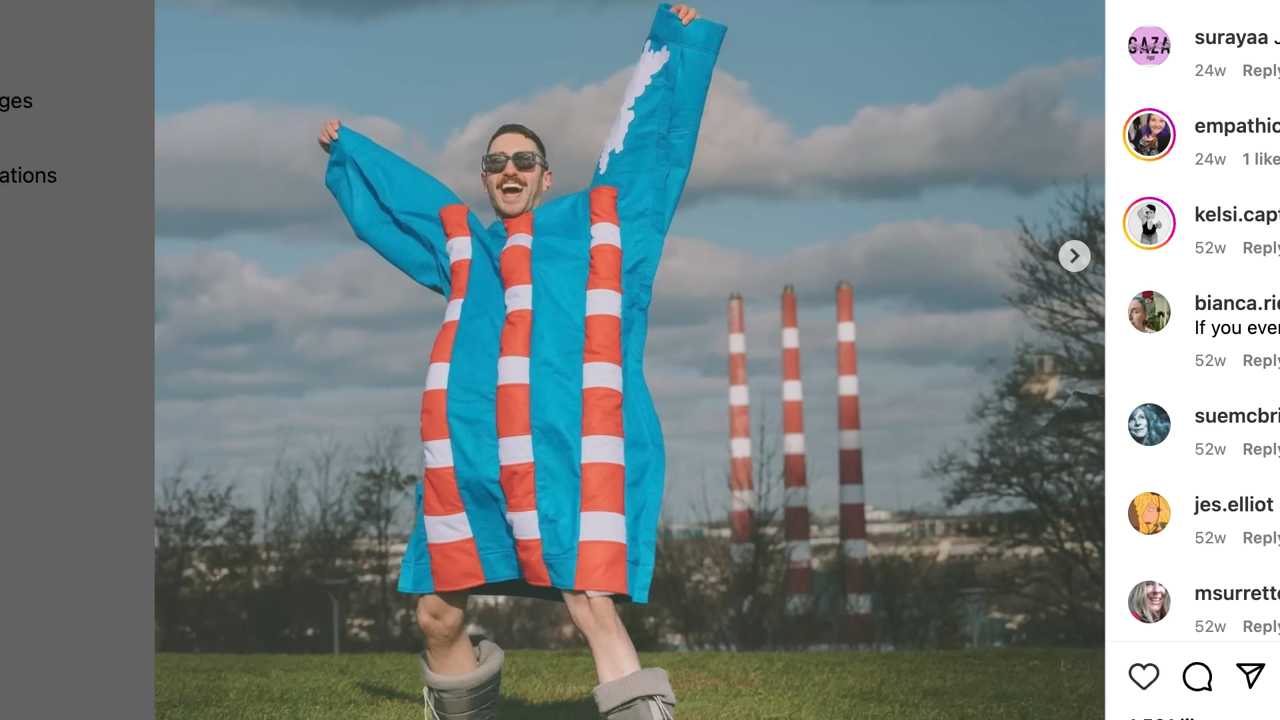 ges
ations
GAZA
surayaa
24w Reply
empathic
24w 1 like
kelsi.cap
52w Reply
bianca.ri
If you ever
52w Reply
suemcbri
52w Reply
jes.elliot
52w Reply
msurrette
52w Reply